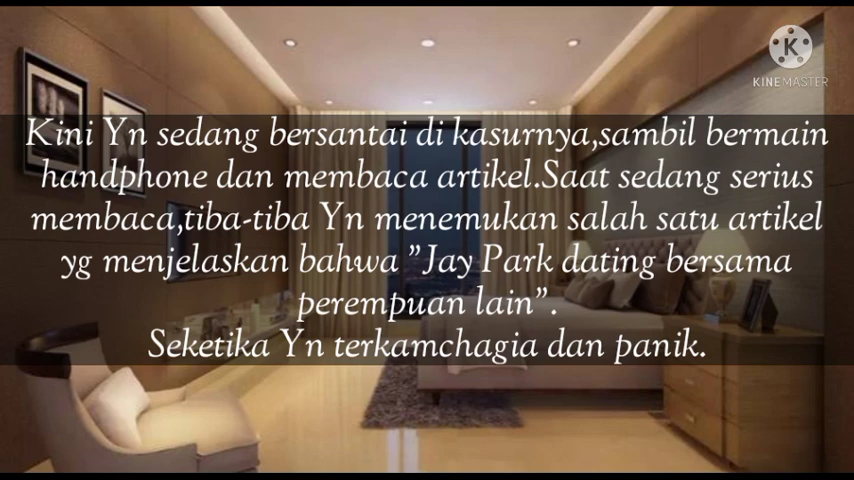 KINEMASTER
Kini Yn sedang bersantai di kasurnya,sambil bermain
handphone dan membaca artikel.Saat sedang serius
membaca,tiba-tiba Yn menemukan salah satu artikel
yg menjelaskan bahwa "Jay Park dating bersama
perempuan lain".
Seketika Yn terkamchagia dan panik.